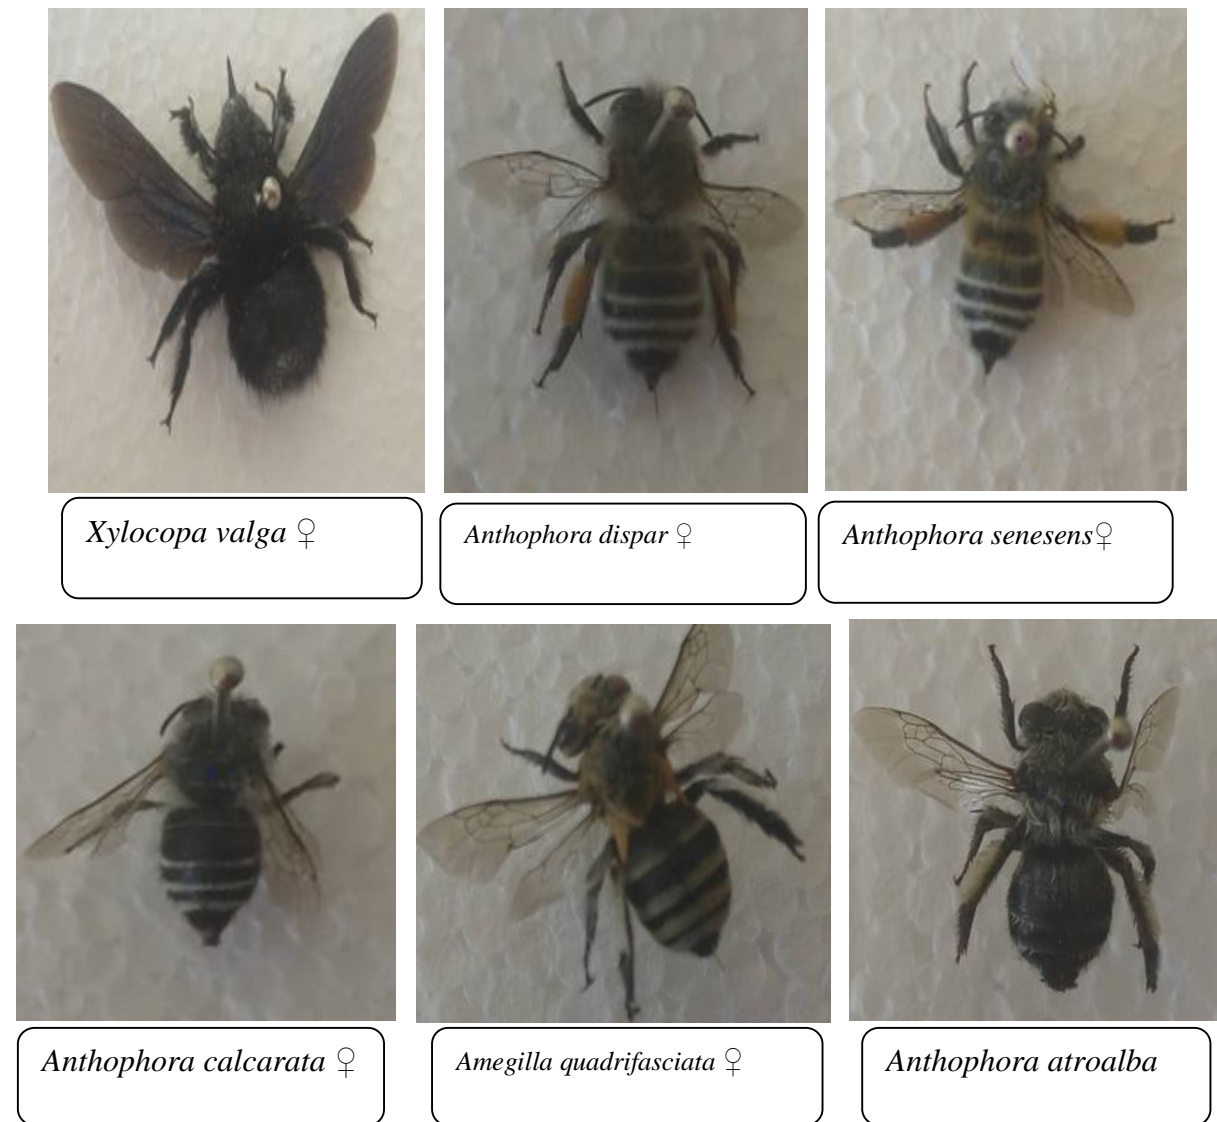 Xylocopa valga ♀
Anthophora dispar ♀
Anthophora senesens♀
Anthophora calcarata ♀
Amegilla quadrifasciata ♀
Anthophora atroalba